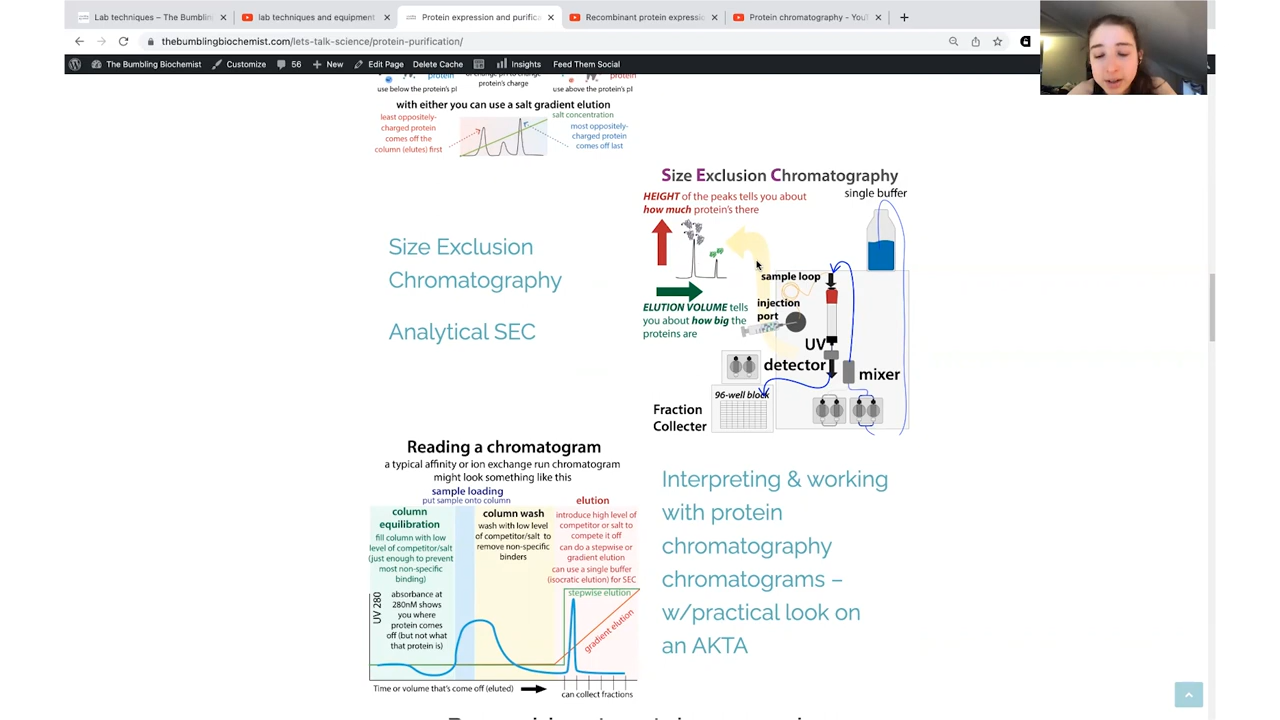 Lab techniques – The Bumblin
lab techniques and equipment
Protein expression and purifica
Recombinant protein expressi
Protein chromatography - You
thebumblingbiochemist.com/lets-talk-science/protein-purification/
The Bumbling Biochemist
Customize
56
New
Edit Page
Delete Cache
Insights
Feed Them Social
protein
protein
protein's charge
use below the protein's pI
use above the protein's pI
with either you can use a salt gradient elution
least oppositely-
charged protein
comes off the
column (elutes) first
salt concentration
most oppositely-
charged protein
comes off last
Size Exclusion
Chromatography
Analytical SEC
Size Exclusion Chromatography
HEIGHT of the peaks tells you about
how much protein's there
single buffer
sample loop
injection
port
ELUTION VOLUME tells
you about how big the
proteins are
UV
detector
mixer
96-well block
Fraction
Collecter
Reading a chromatogram
a typical affinity or ion exchange run chromatogram
might look something like this
sample loading
put sample onto column
column
equilibration
fill column with low
level of competitor/salt
(just enough to prevent
most non-specific
binding)
column wash
wash with low level
of competitor/salt to
remove non-specific
binders
elution
introduce high level of
competitor or salt to
compete it off
can do a stepwise or
gradient elution
can use a single buffer
(isocratic elution) for SEC
stepwise elution
gradient elution
UV 280
absorbance at
280nM shows
you where
protein comes
off (but not what
that protein is)
Time or volume that's come off (eluted)
can collect fractions
Interpreting & working
with protein
chromatography
chromatograms –
w/practical look on
an AKTA